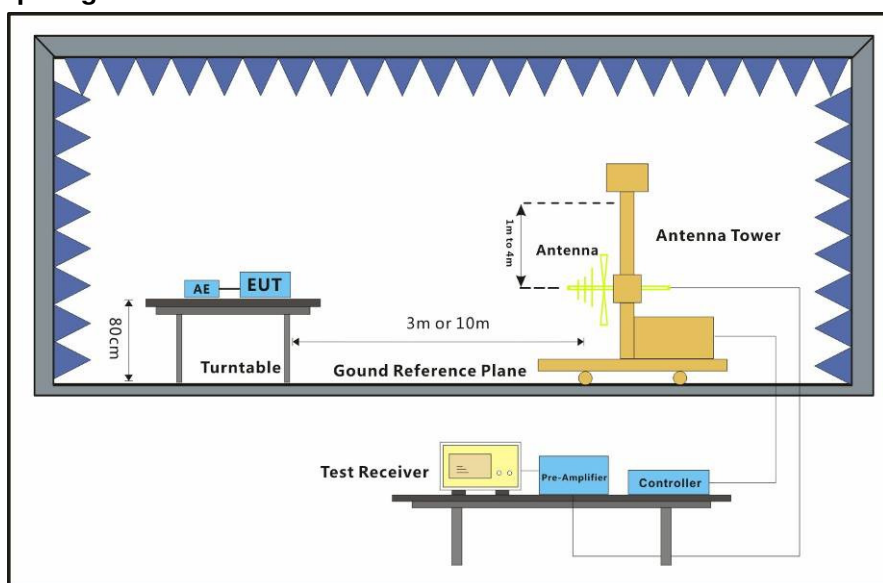 1m to 4m
Antenna
Antenna Tower
AE
EUT
80cm
3m or 10m
Turntable
Gound Reference Plane
Test Receiver
Pre-Amplifier
Controller